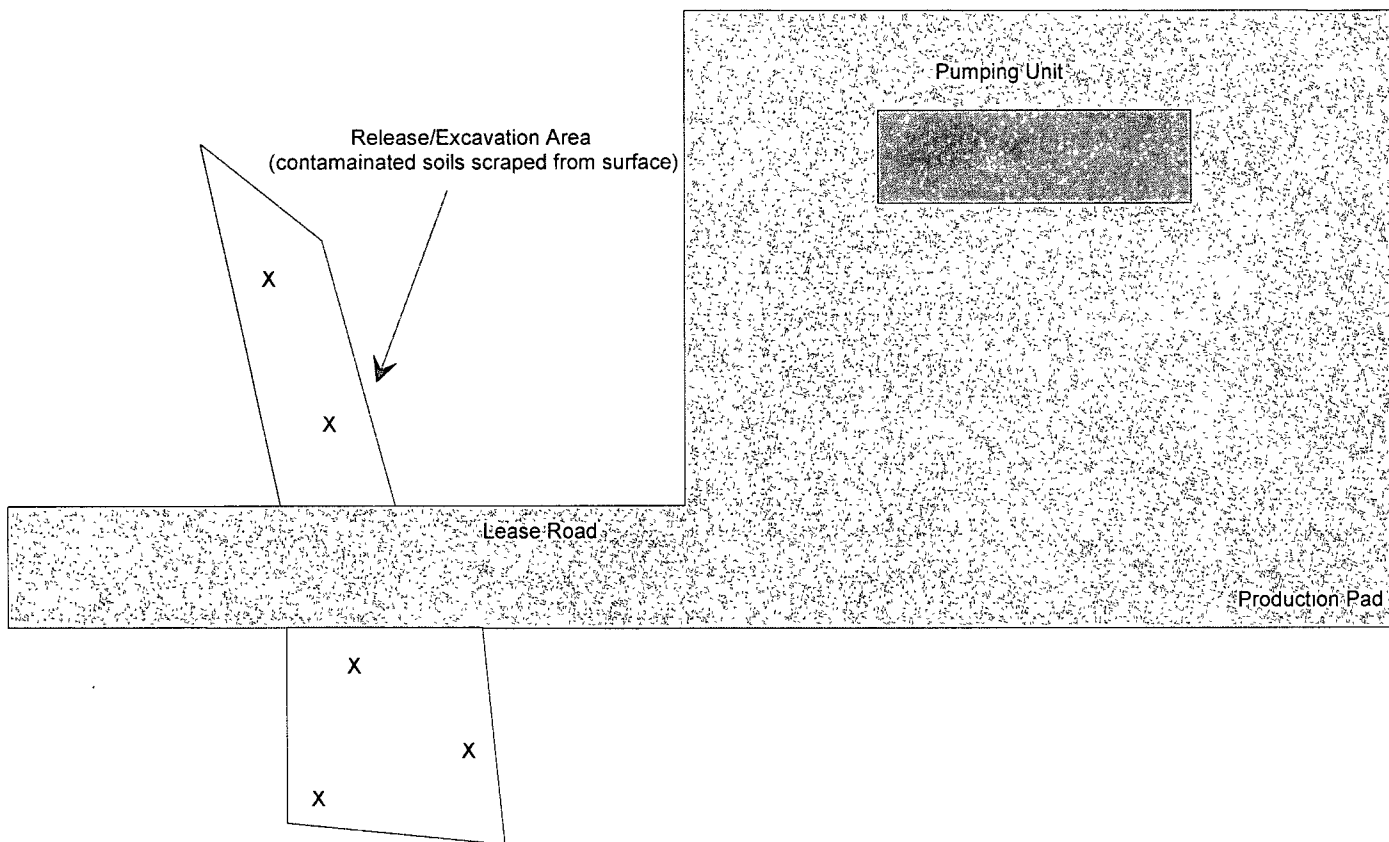 Pumping Unit
Release/Excavation Area
(contamainated soils scraped from surface)
X
X
Lease Road
Production Pad
X
X
X